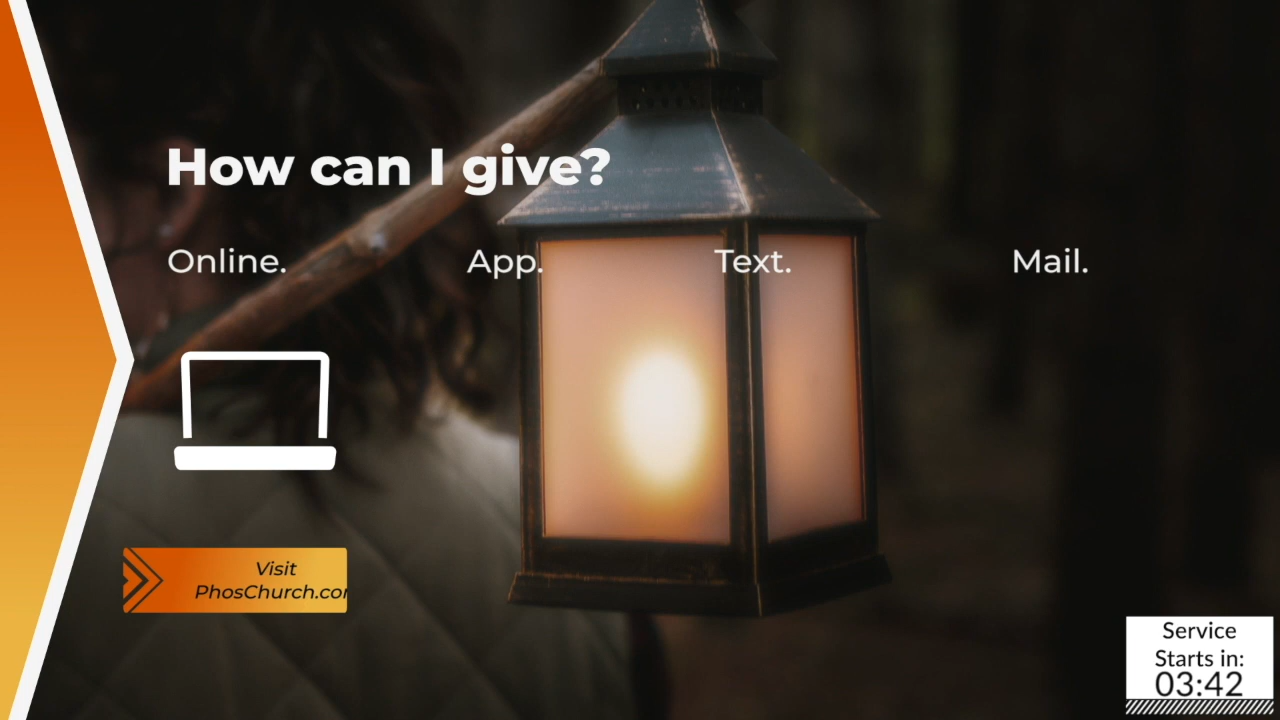 How can I give?
Online.
App.
Text.
Mail.
Visit
PhosChurch.co
Service
Starts in:
03:42